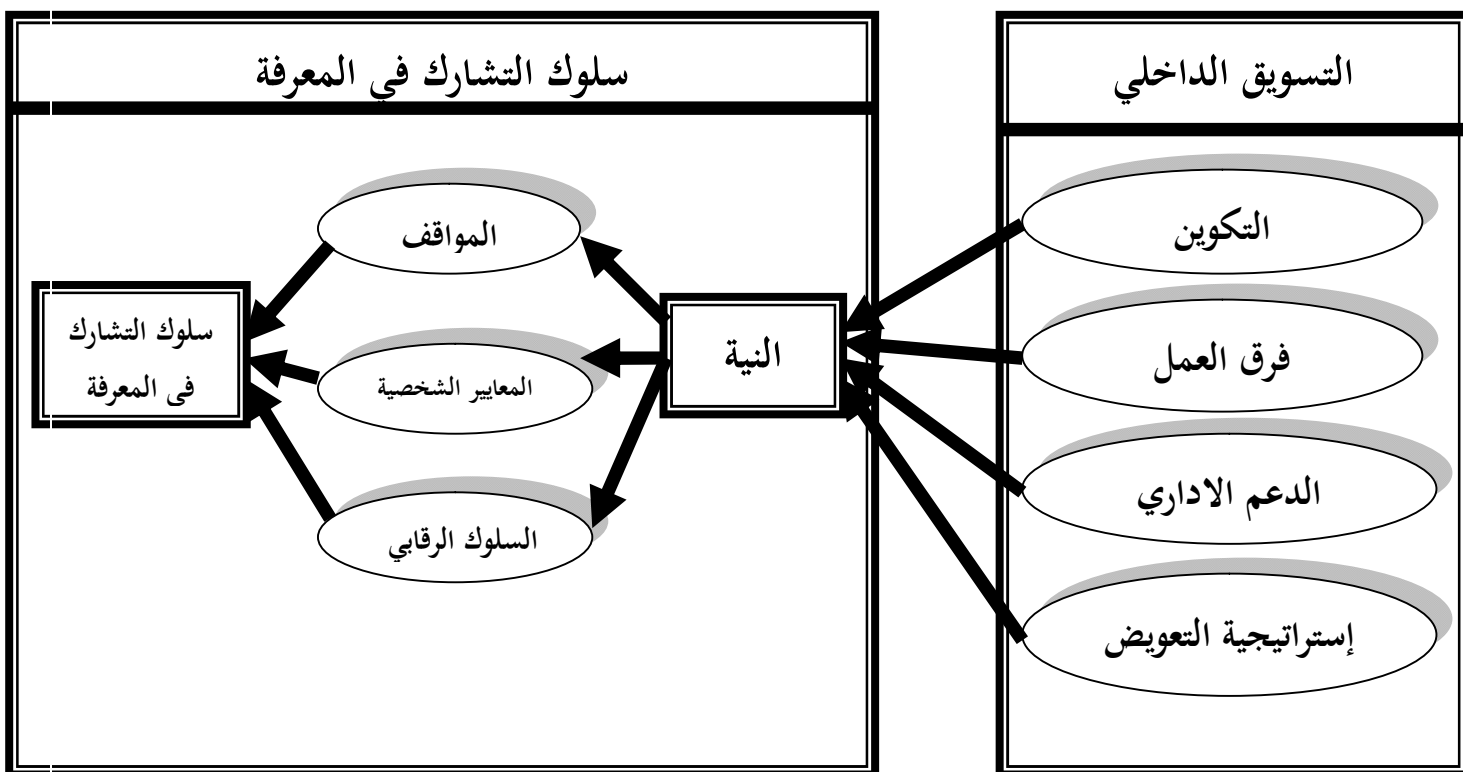 التسويق الداخلي
التكوين
فرق العمل
الدعم الاداري
إستراتيجية التعويض
سلوك التشارك في المعرفة
النية
المواقف
المعايير الشخصية
السلوك الرقابي
سلوك التشارك
فى المعرفة